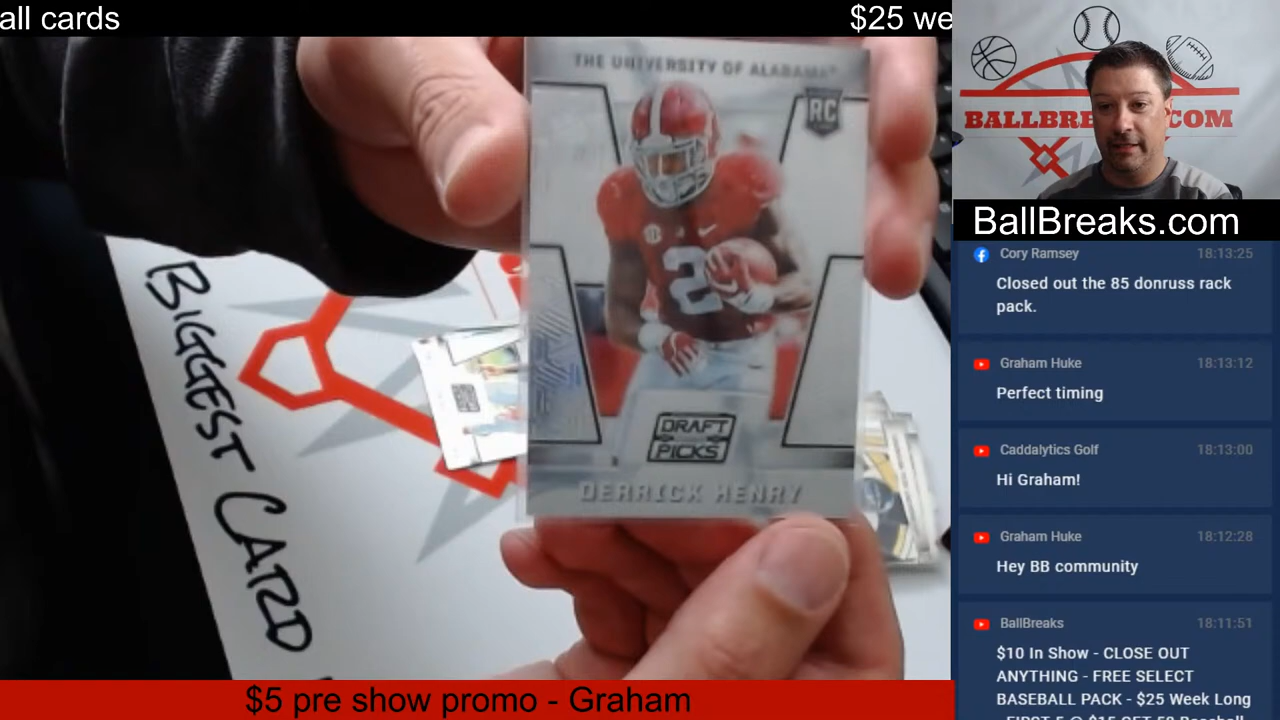 all cards
$25 we
THE UNIVERSITY OF ALABAMA
RC
2
DRAFT
PICKS
DERRICK HENRY
BIGGEST CARD
$5 pre show promo - Graham
BALLBRE
.COM
BallBreaks.com
Cory Ramsey 18:13:25
Closed out the 85 donruss rack
pack.
Graham Huke 18:13:12
Perfect timing
Caddalytics Golf 18:13:00
Hi Graham!
Graham Huke 18:12:28
Hey BB community
BallBreaks 18:11:51
$10 In Show - CLOSE OUT
ANYTHING - FREE SELECT
BASEBALL PACK - $25 Week Long